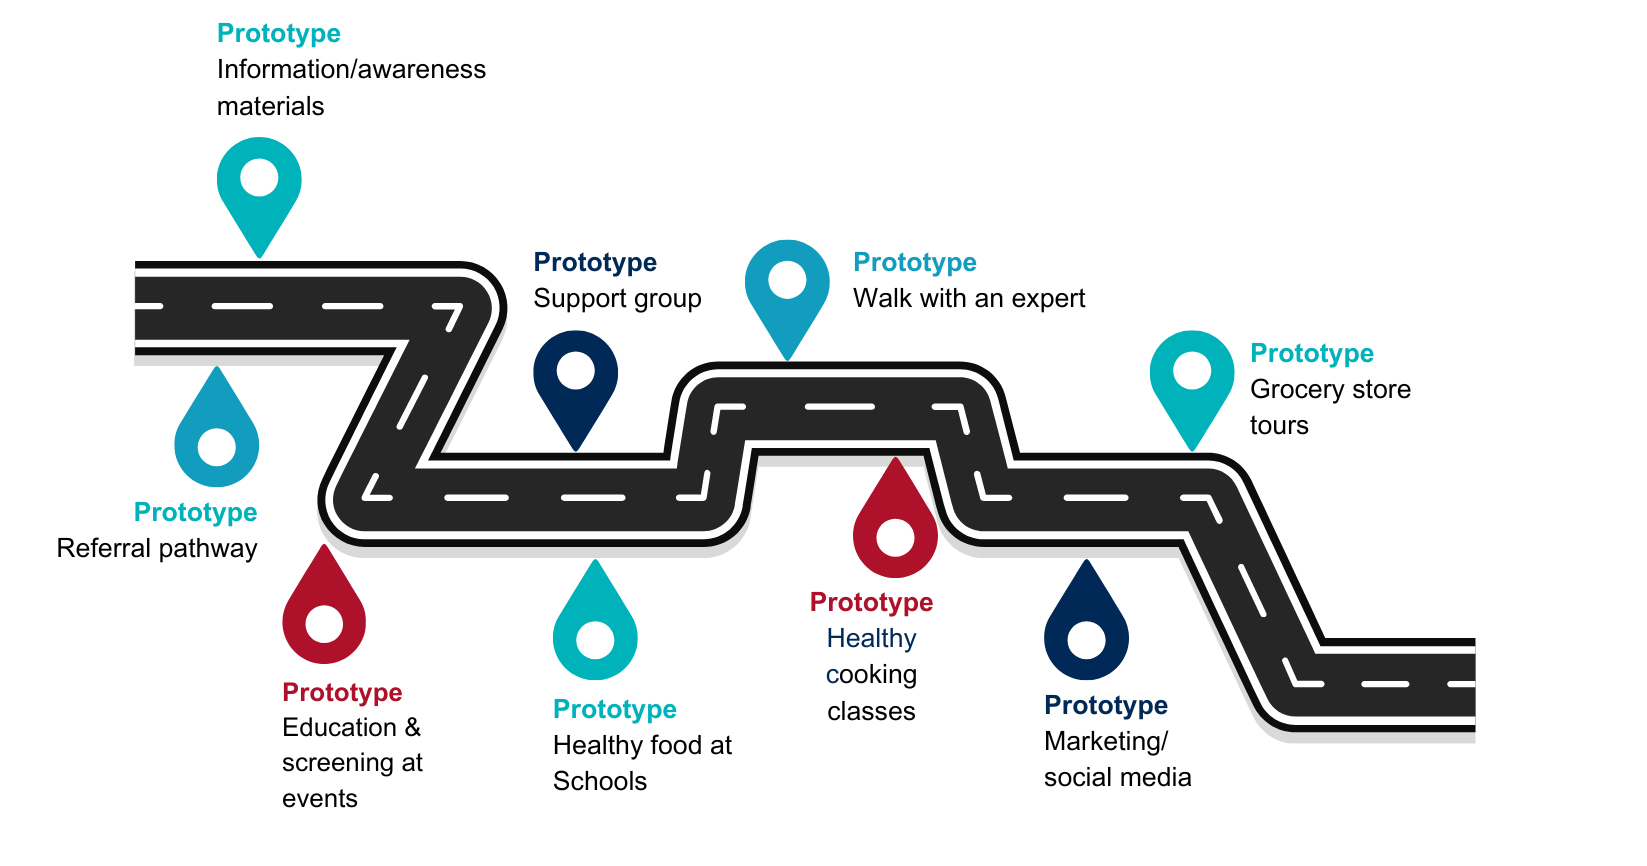 Prototype
Information/awareness
materials
Prototype
Referral pathway
Prototype
Education &
screening at
events
Prototype
Support group
Prototype
Healthy food at
Schools
Prototype
Walk with an expert
Prototype
Healthy
cooking
classes
Prototype
Marketing/
social media
Prototype
Grocery store
tours